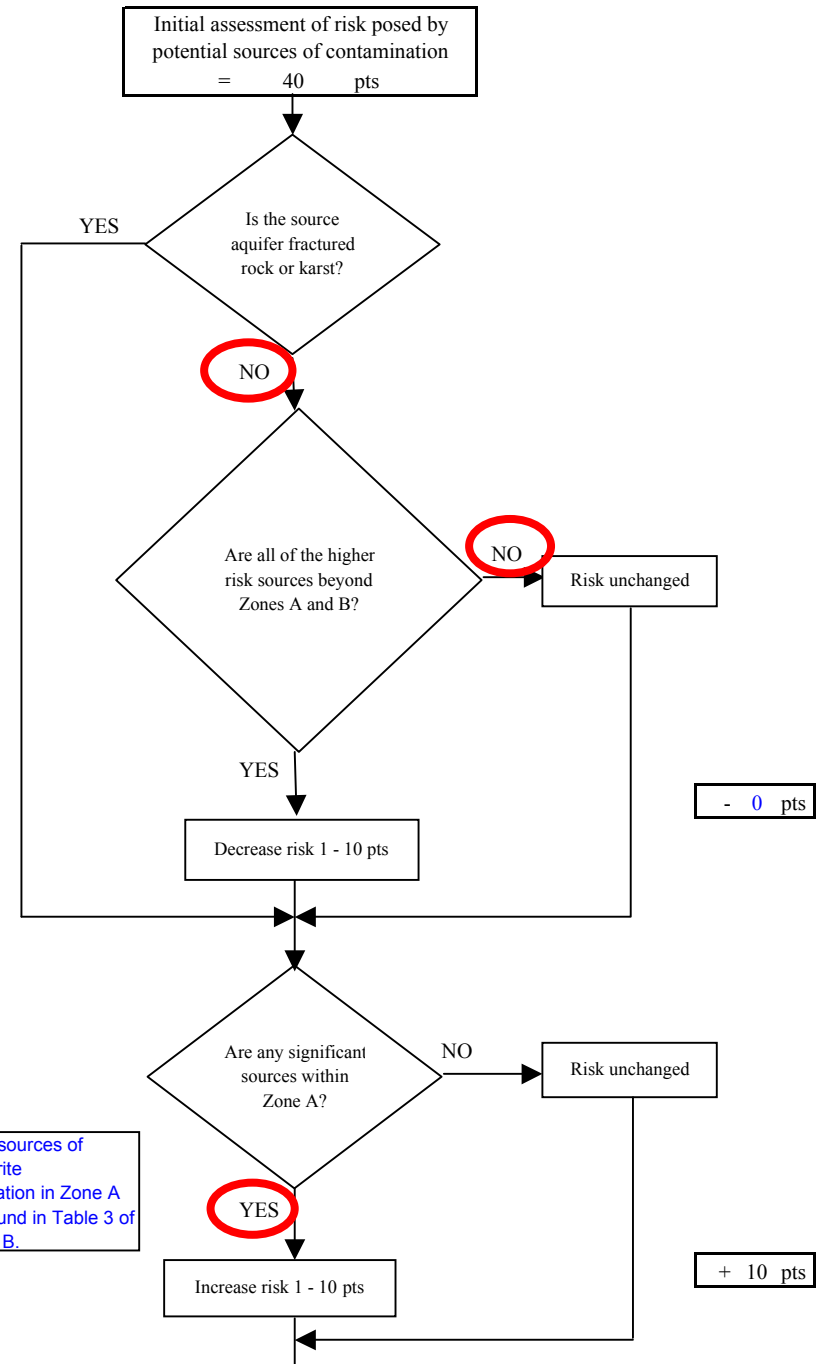 Initial assessment of risk posed by
potential sources of contamination
= 40 pts
YES
Is the source
aquifer fractured
rock or karst?
NO
Are all of the higher
risk sources beyond
Zones A and B?
NO
Risk unchanged
YES
- 0 pts
Decrease risk 1 - 10 pts
Are any significant
sources within
Zone A?
NO
Risk unchanged
sources of
ation in Zone A
und in Table 3 of
B.
YES
+ 10 pts
Increase risk 1 - 10 pts